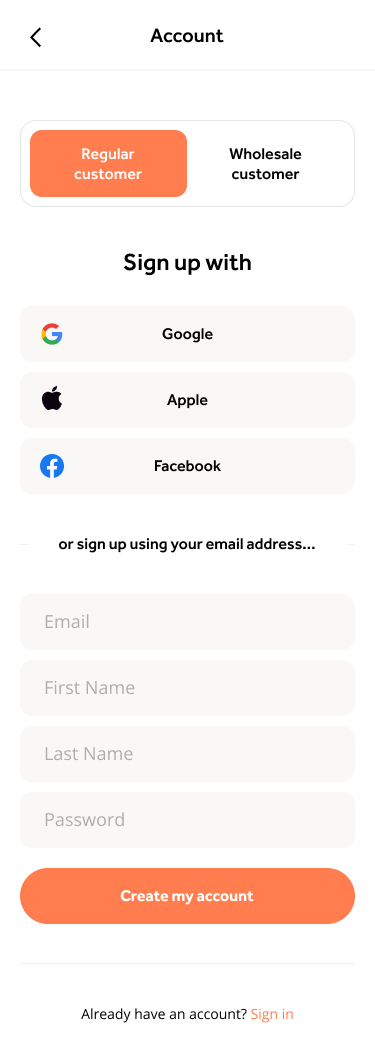 Account
Regular
customer
Wholesale
customer
Sign up with
Google
Apple
Facebook
or sign up using your email address...
Email
First Name
Last Name
Password
Create my account
Already have an account? Sign in